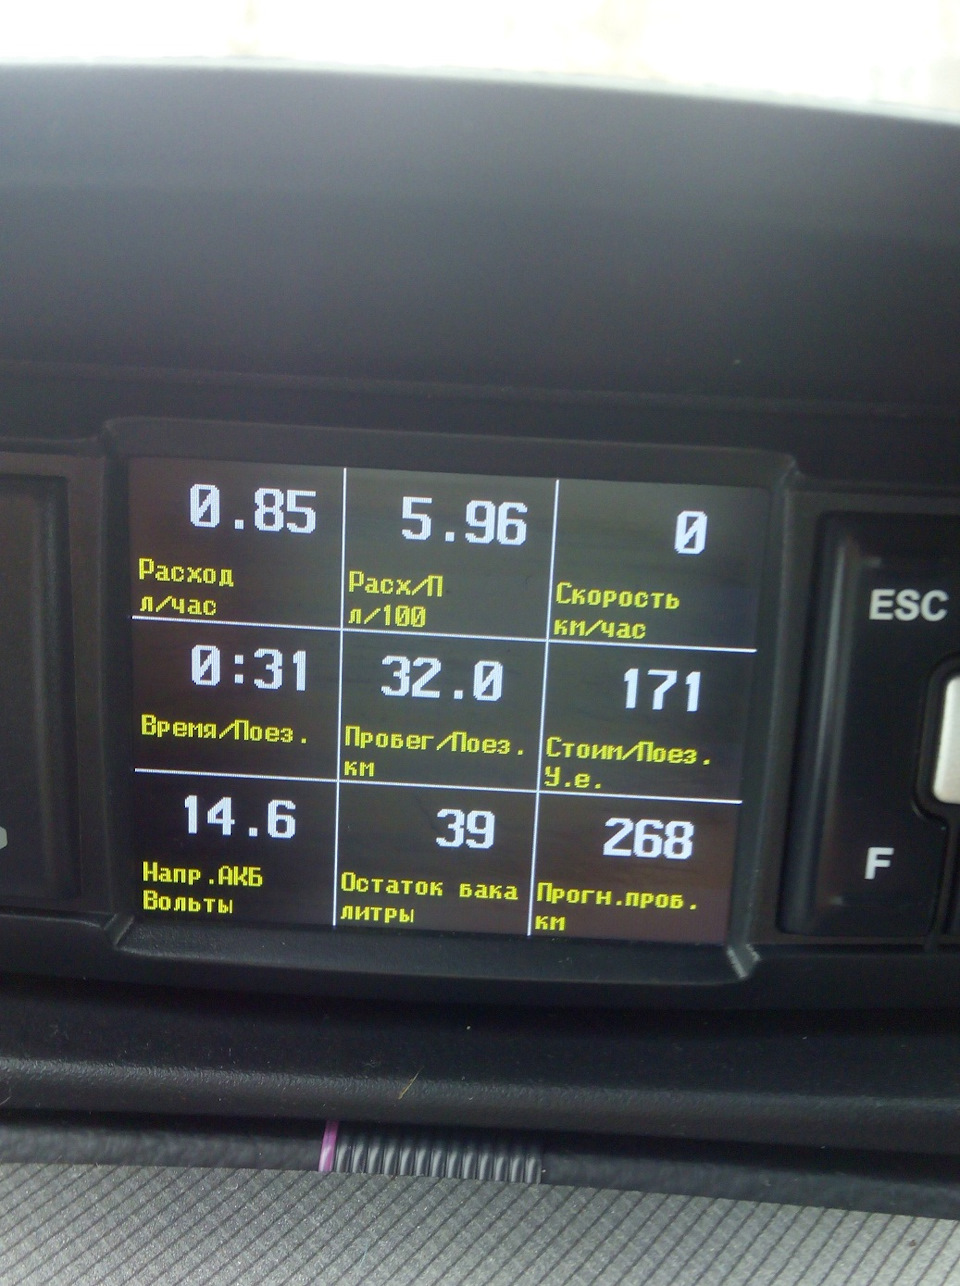 0.85
Расход
л/час
5.96
Расх/П
л/100
0
Скорость
км/час
0:31
Время/Поез.
32.0
Пробег/Поез.
км
171
Стоим/Поез.
У.е.
14.6
Напр.АКБ
Вольты
39
Остаток бака
литры
268
Прогн.проб.
км
ESC
F